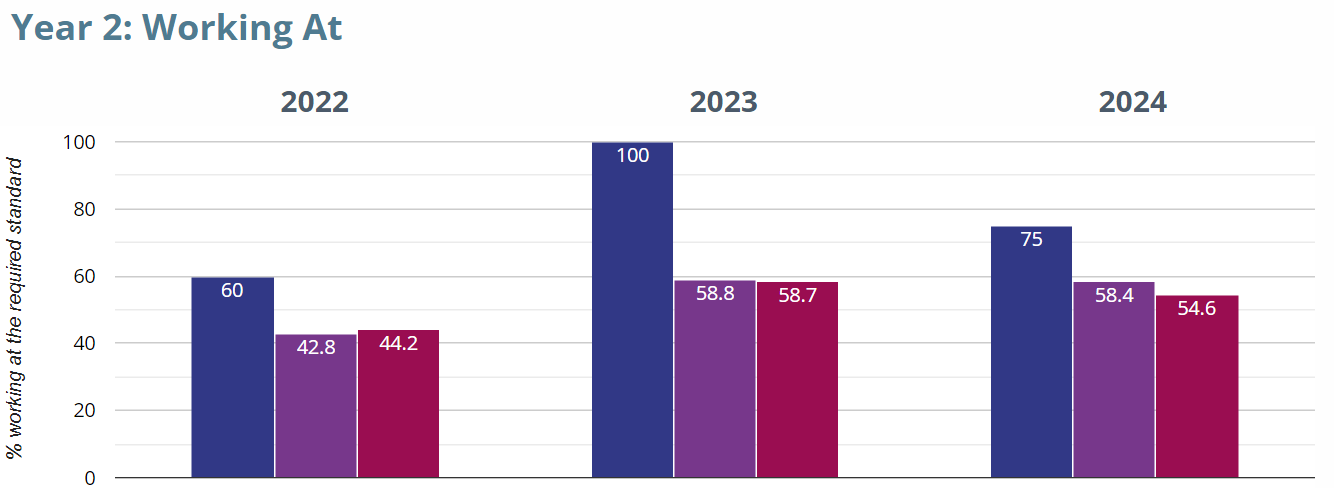 Year 2: Working At
2022 2023 2024
% working at the required standard
100
80
60
40
20
0
60 42.8 44.2
100 58.8 58.7
75 58.4 54.6